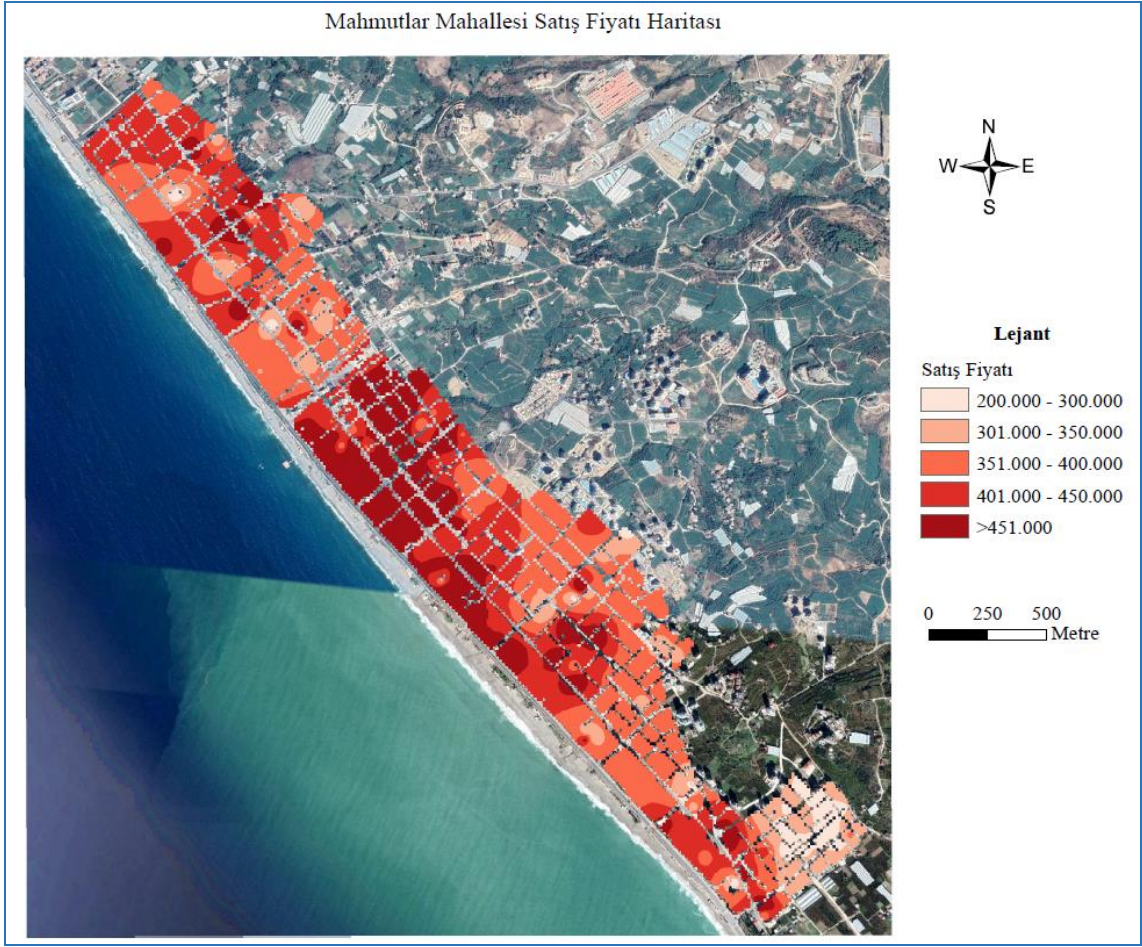 Mahmutlar Mahallesi Satış Fiyatı Haritası
N
W E
S
Lejant
Satış Fiyatı
200.000 - 300.000
301.000 - 350.000
351.000 - 400.000
401.000 - 450.000
>451.000
0 250 500
Metre